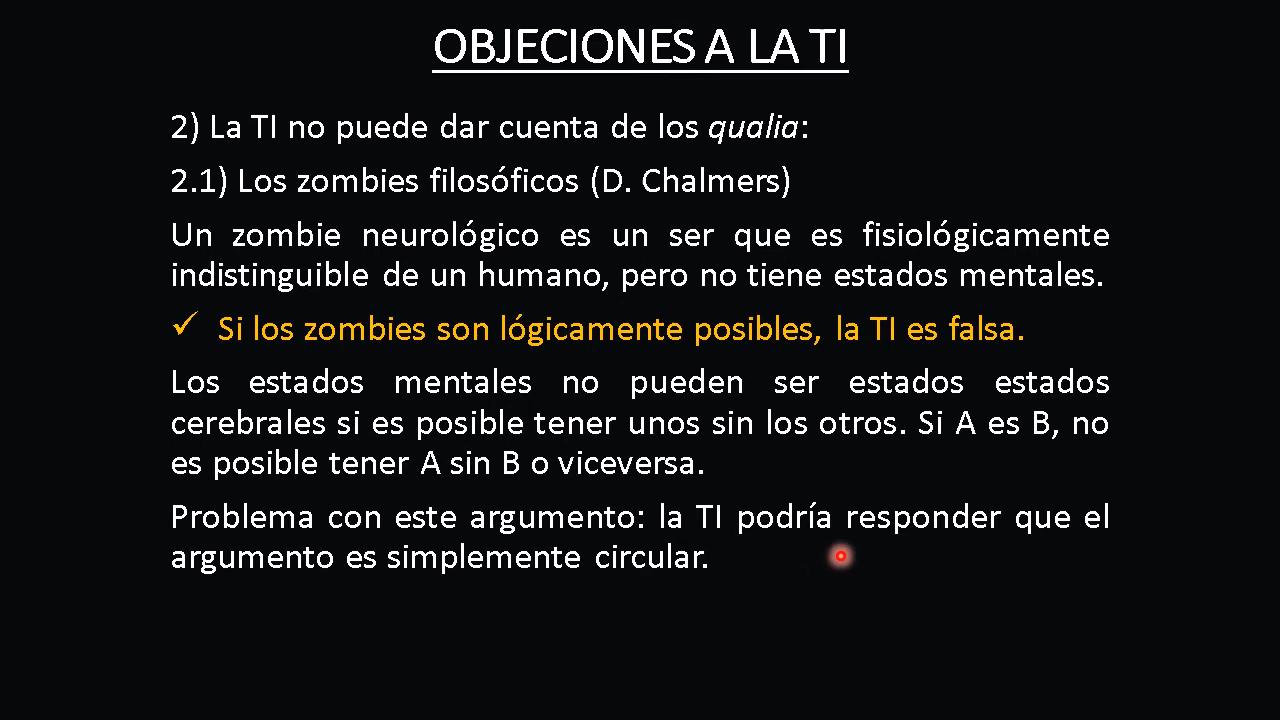 OBJECIONES A LA TI
2) La TI no puede dar cuenta de los qualia:
2.1) Los zombies filosóficos (D. Chalmers)
Un zombie neurológico es un ser que es fisiológicamente
indistinguible de un humano, pero no tiene estados mentales.
✓ Si los zombies son lógicamente posibles, la TI es falsa.
Los estados mentales no pueden ser estados estados
cerebrales si es posible tener unos sin los otros. Si A es B, no
es posible tener A sin B o viceversa.
Problema con este argumento: la TI podría responder que el
argumento es simplemente circular.